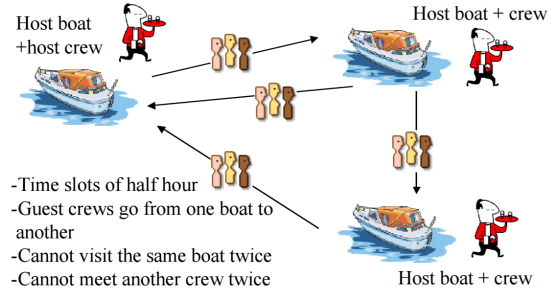 Host boat
+host crew
Host boat + crew
-Time slots of half hour
-Guest crews go from one boat to
another
-Cannot visit the same boat twice
-Cannot meet another crew twice
Host boat + crew